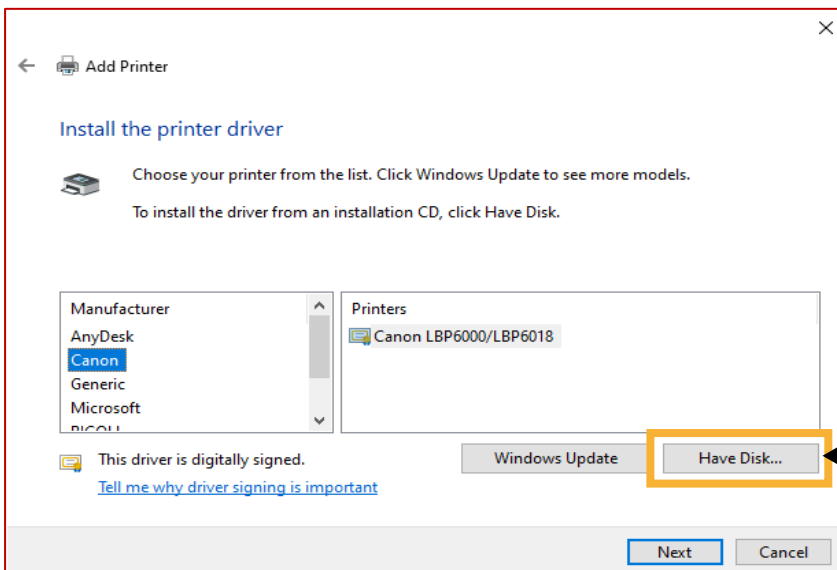 Add Printer
Install the printer driver
Choose your printer from the list. Click Windows Update to see more models.
To install the driver from an installation CD, click Have Disk.
Manufacturer
AnyDesk
Canon
Generic
Microsoft
Printers
Canon LBP6000/LBP6018
This driver is digitally signed.
Tell me why driver signing is important
Windows Update
Have Disk...
Next
Cancel